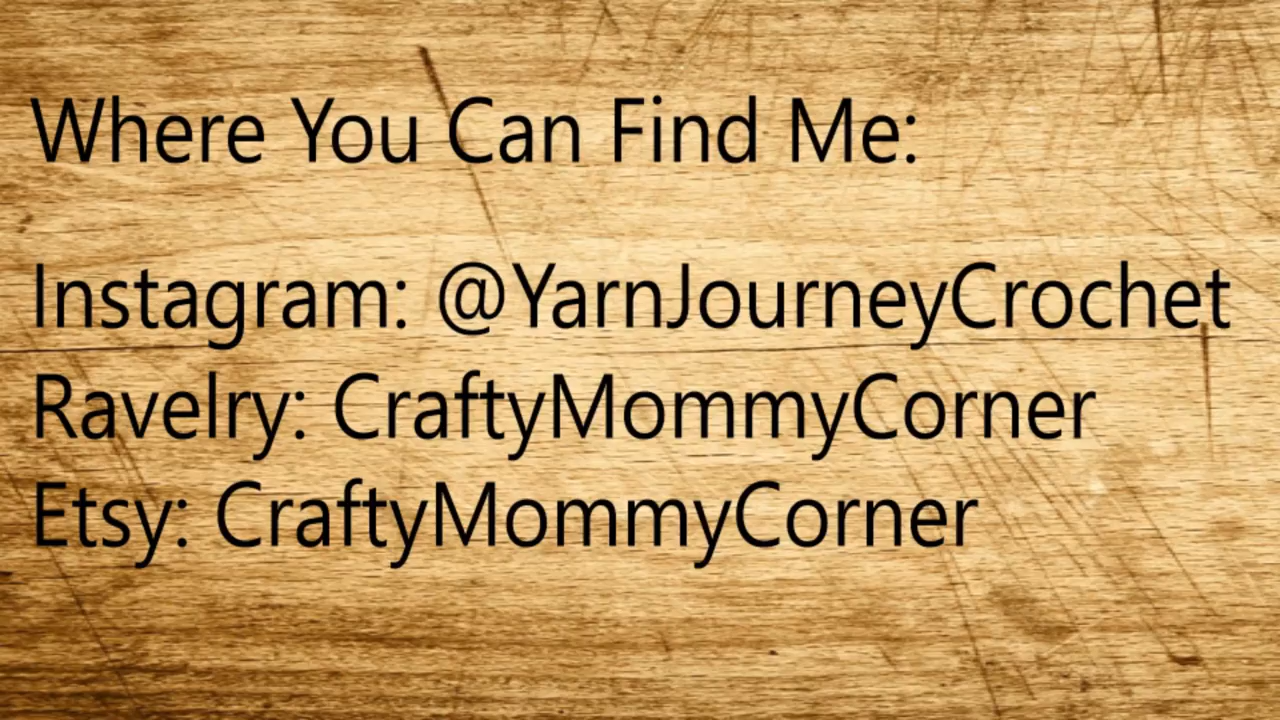 Where You Can Find Me:
Instagram: @YarnJourneyCrochet
Ravelry: CraftyMommyCorner
Etsy: CraftyMommyCorner